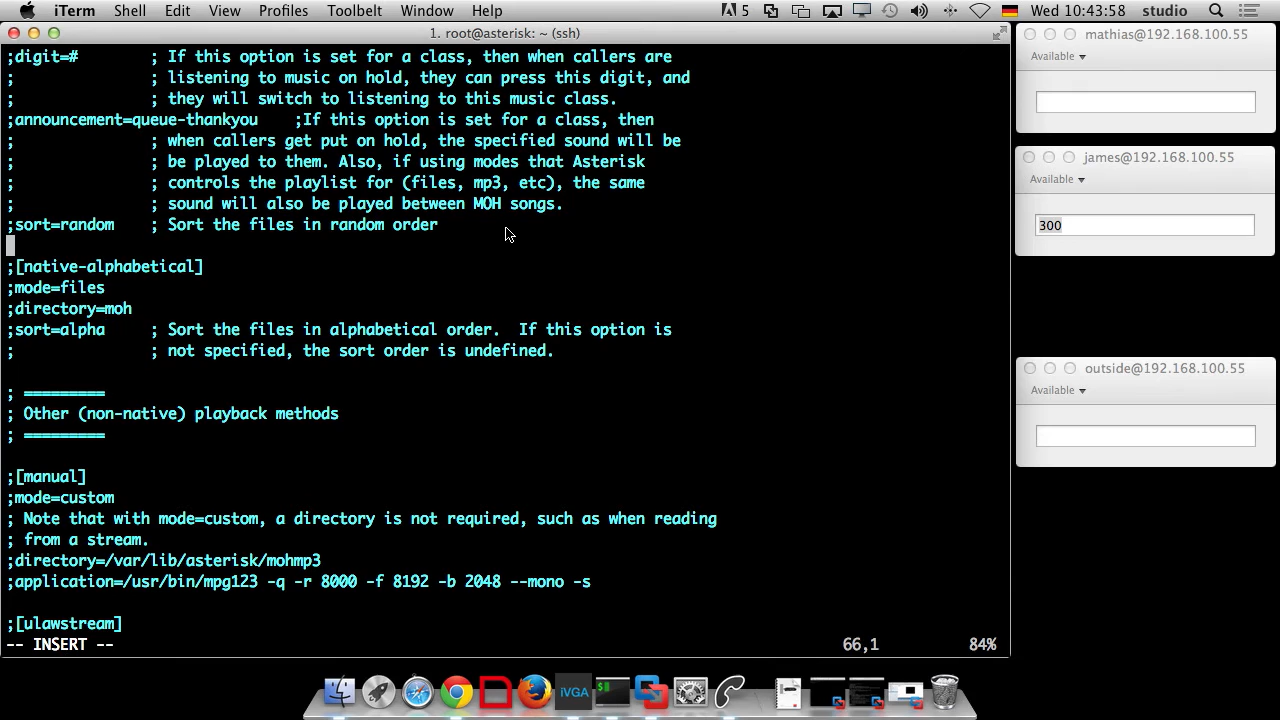 iTerm Shell Edit View Profiles Toolbelt Window Help 5 Wed 10:43:58 studio
1. root@asterisk: ~ (ssh)
;digit=# ; If this option is set for a class, then when callers are
; ; listening to music on hold, they can press this digit, and
; ; they will switch to listening to this music class.
;announcement=queue-thankyou ;If this option is set for a class, then
; ; when callers get put on hold, the specified sound will be
; ; be played to them. Also, if using modes that Asterisk
; ; controls the playlist for (files, mp3, etc), the same
; ; sound will also be played between MOH songs.
;sort=random ; Sort the files in random order
;[native-alphabetical]
;mode=files
;directory=moh
;sort=alpha ; Sort the files in alphabetical order. If this option is
; ; not specified, the sort order is undefined.
; =========
; Other (non-native) playback methods
; =========
;[manual]
;mode=custom
; Note that with mode=custom, a directory is not required, such as when reading
; from a stream.
;directory=/var/lib/asterisk/mohmp3
;application=/usr/bin/mpg123 -q -r 8000 -f 8192 -b 2048 --mono -s
;[ulawstream]
-- INSERT -- 66,1 84%
mathias@192.168.100.55
Available
james@192.168.100.55
Available
300
outside@192.168.100.55
Available
iVGA